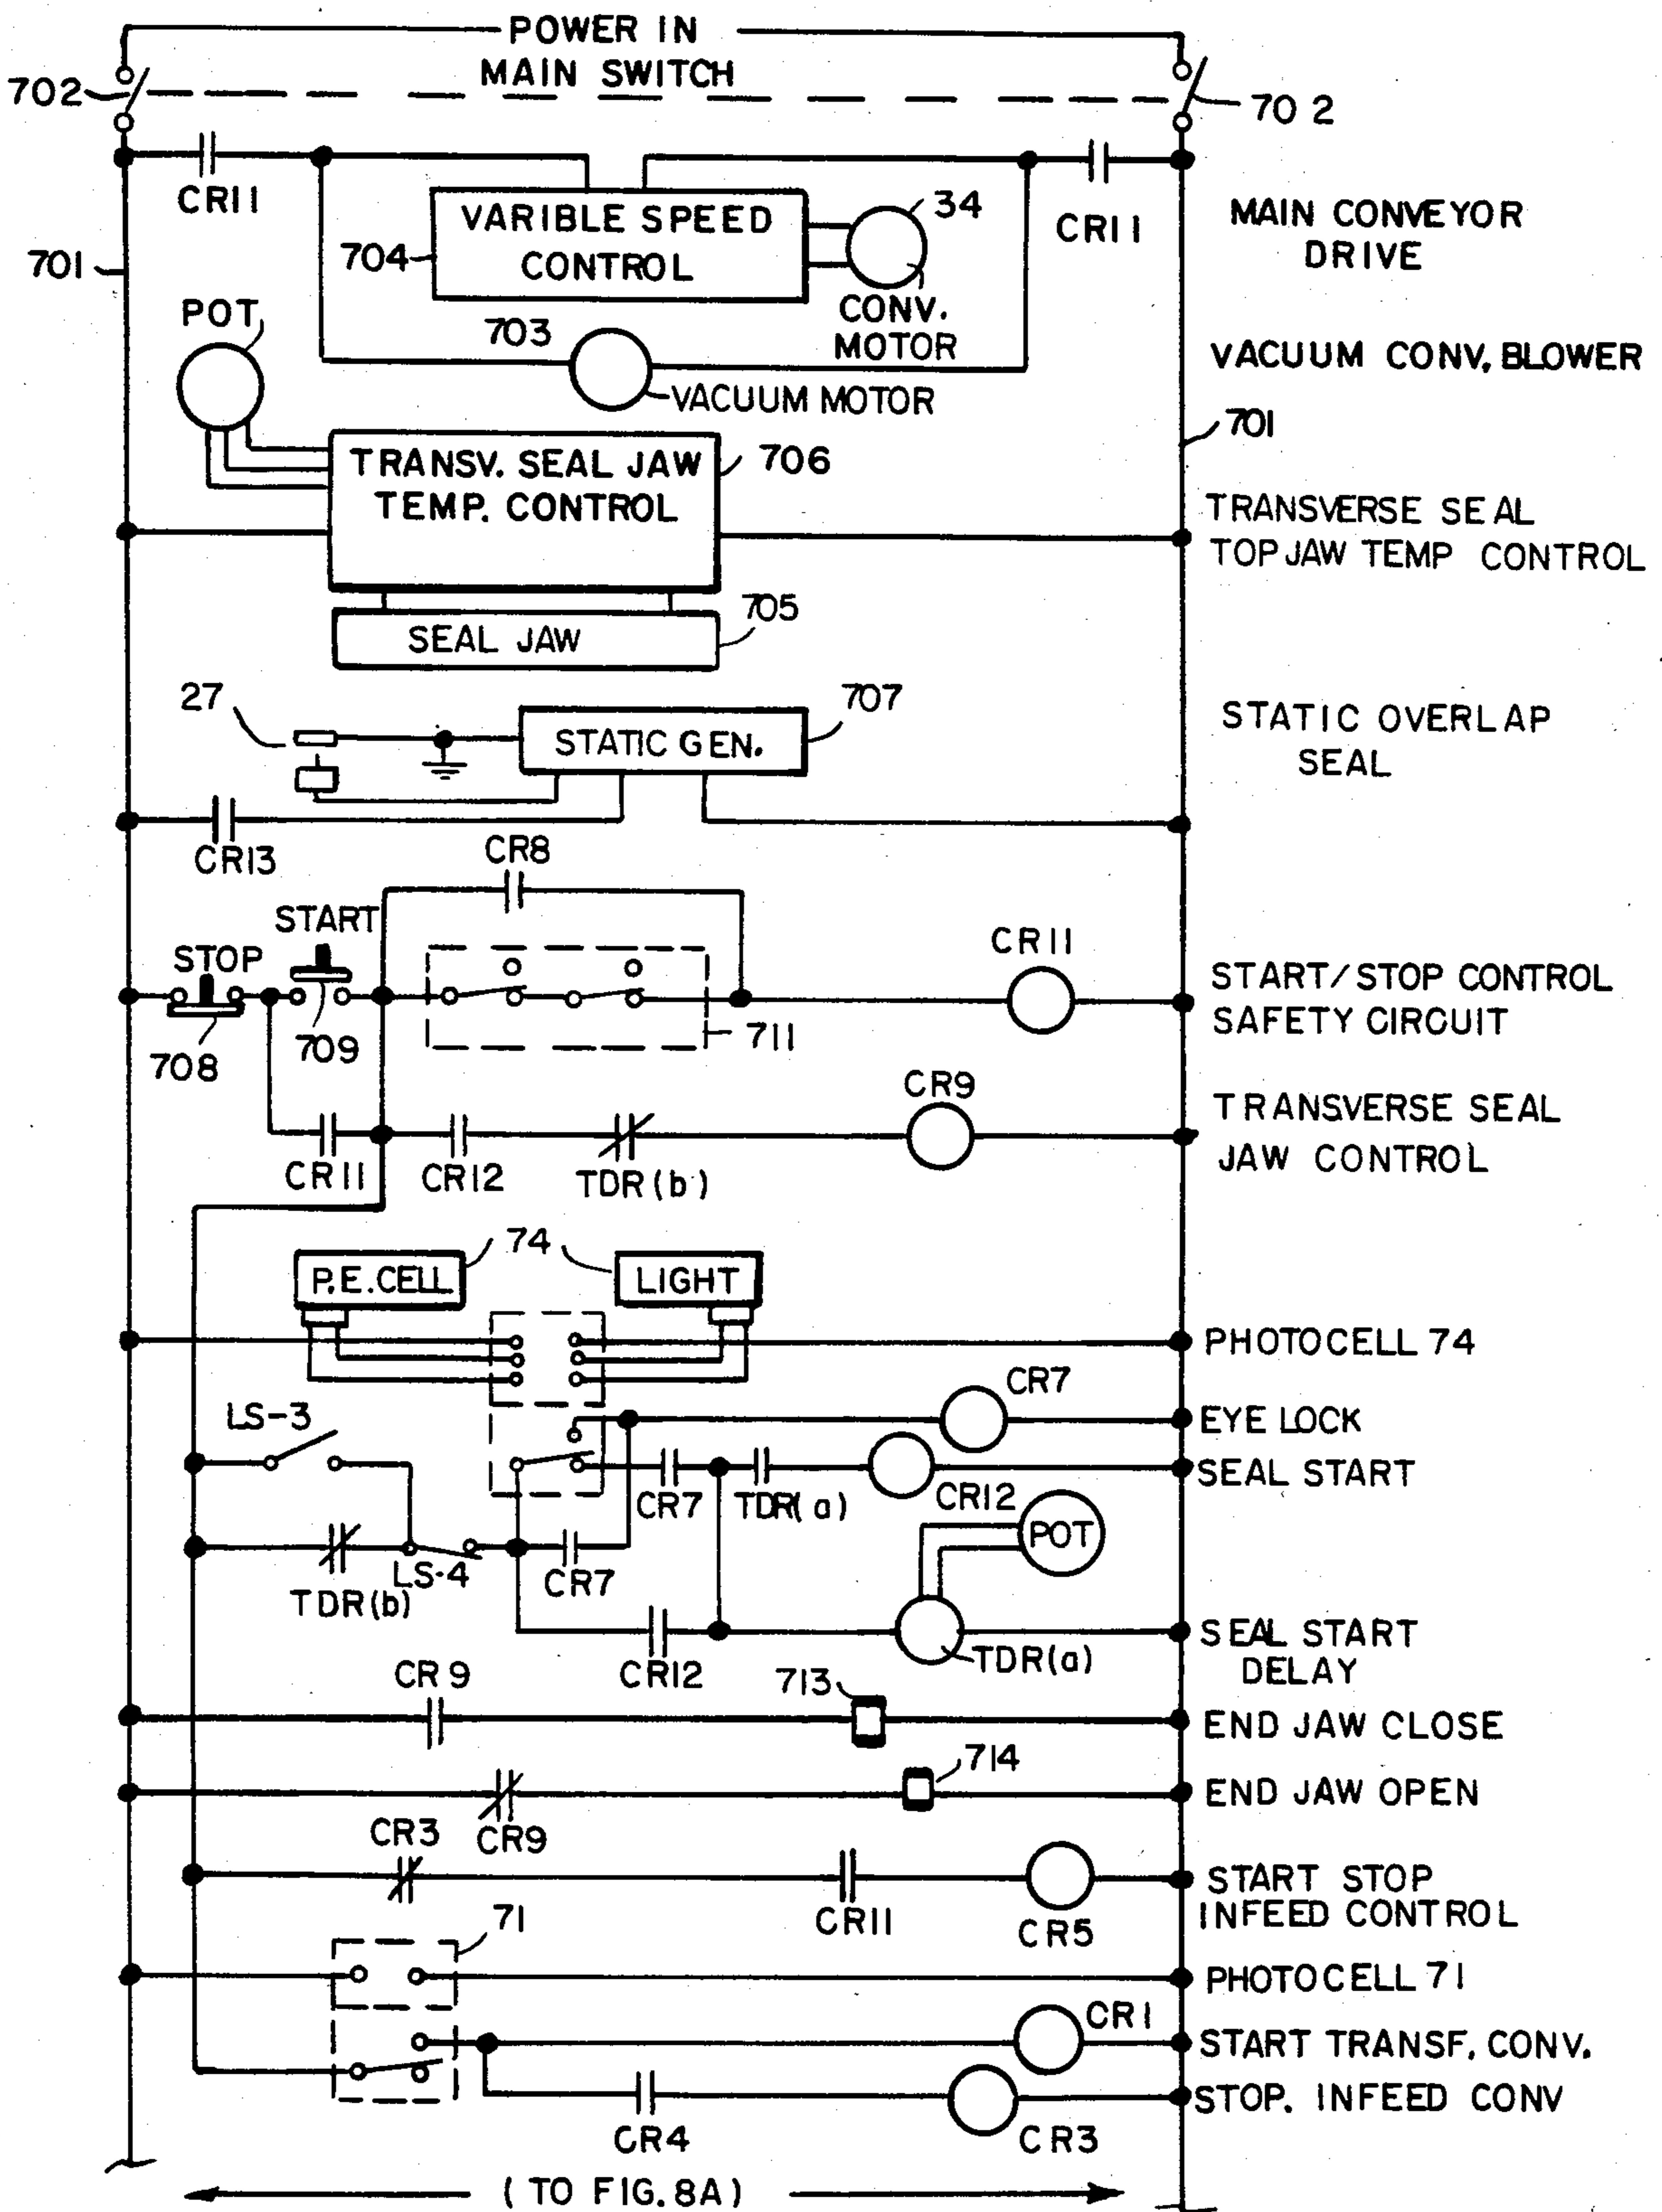 POWER IN
MAIN SWITCH
702
702
CR11
CR11
VARIBLE SPEED
CONTROL
704
34
CONV.
MOTOR
MAIN CONVEYOR
DRIVE
701
POT
703
VACUUM MOTOR
VACUUM CONV. BLOWER
701
TRANSV. SEAL JAW
TEMP. CONTROL
706
TRANSVERSE SEAL
TOP JAW TEMP CONTROL
SEAL JAW
705
27
STATIC GEN.
707
STATIC OVERLAP
SEAL
CR13
CR8
START
STOP
CR11
START/STOP CONTROL
SAFETY CIRCUIT
708
709
711
CR9
TRANSVERSE SEAL
JAW CONTROL
CR11
CR12
TDR(b)
P.E.CELL
74
LIGHT
PHOTOCELL 74
CR7
EYE LOCK
LS-3
SEAL START
CR7
TDR(a)
CR12
POT
TDR(b)
LS-4
CR7
CR12
TDR(a)
SEAL START
DELAY
CR9
713
END JAW CLOSE
714
END JAW OPEN
CR3
CR9
START STOP
INFEED CONTROL
CR11
CR5
71
PHOTOCELL 71
CR1
START TRANSF. CONV.
STOP. INFEED CONV
CR4
CR3
(TO FIG. 8A)